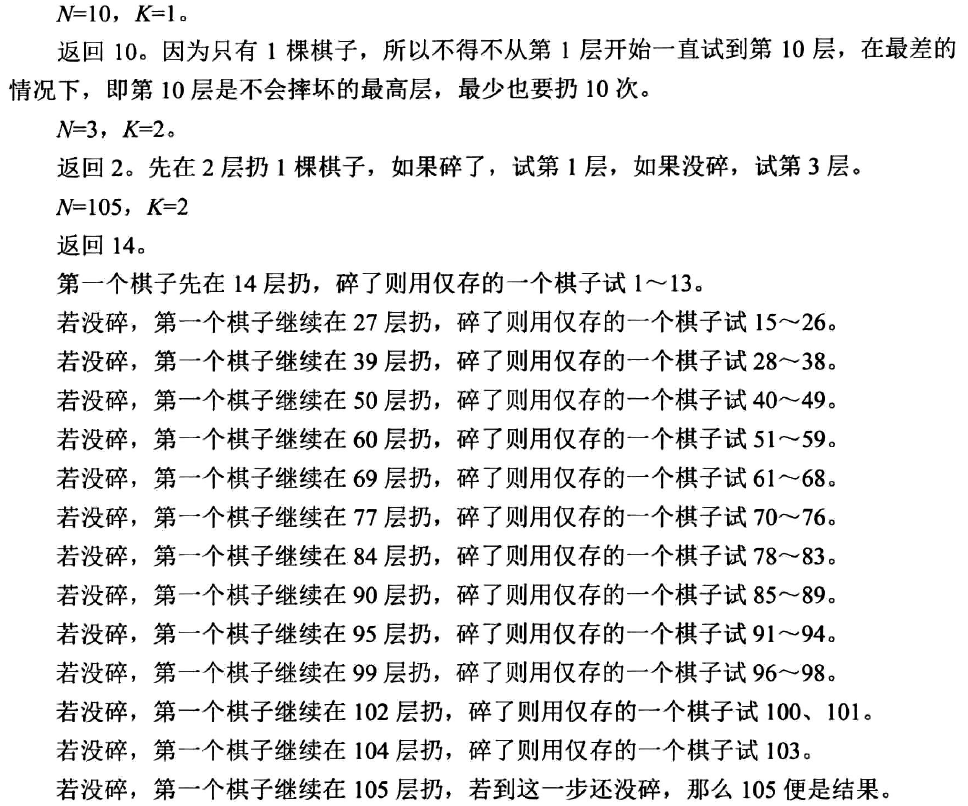 N=10，K=1。
返回 10。因为只有 1 棵棋子，所以不得不从第 1 层开始一直试到第 10 层，在最差的
情况下，即第 10 层是不会摔坏的最高层，最少也要扔 10 次。
N=3，K=2。
返回 2。先在 2 层扔 1 棵棋子，如果碎了，试第 1 层，如果没碎，试第 3 层。
N=105，K=2
返回 14。
第一个棋子先在 14 层扔，碎了则用仅存的一个棋子试 1～13。
若没碎，第一个棋子继续在 27 层扔，碎了则用仅存的一个棋子试 15～26。
若没碎，第一个棋子继续在 39 层扔，碎了则用仅存的一个棋子试 28～38。
若没碎，第一个棋子继续在 50 层扔，碎了则用仅存的一个棋子试 40～49。
若没碎，第一个棋子继续在 60 层扔，碎了则用仅存的一个棋子试 51～59。
若没碎，第一个棋子继续在 69 层扔，碎了则用仅存的一个棋子试 61～68。
若没碎，第一个棋子继续在 77 层扔，碎了则用仅存的一个棋子试 70～76。
若没碎，第一个棋子继续在 84 层扔，碎了则用仅存的一个棋子试 78～83。
若没碎，第一个棋子继续在 90 层扔，碎了则用仅存的一个棋子试 85～89。
若没碎，第一个棋子继续在 95 层扔，碎了则用仅存的一个棋子试 91～94。
若没碎，第一个棋子继续在 99 层扔，碎了则用仅存的一个棋子试 96～98。
若没碎，第一个棋子继续在 102 层扔，碎了则用仅存的一个棋子试 100、101。
若没碎，第一个棋子继续在 104 层扔，碎了则用仅存的一个棋子试 103。
若没碎，第一个棋子继续在 105 层扔，若到这一步还没碎，那么 105 便是结果。